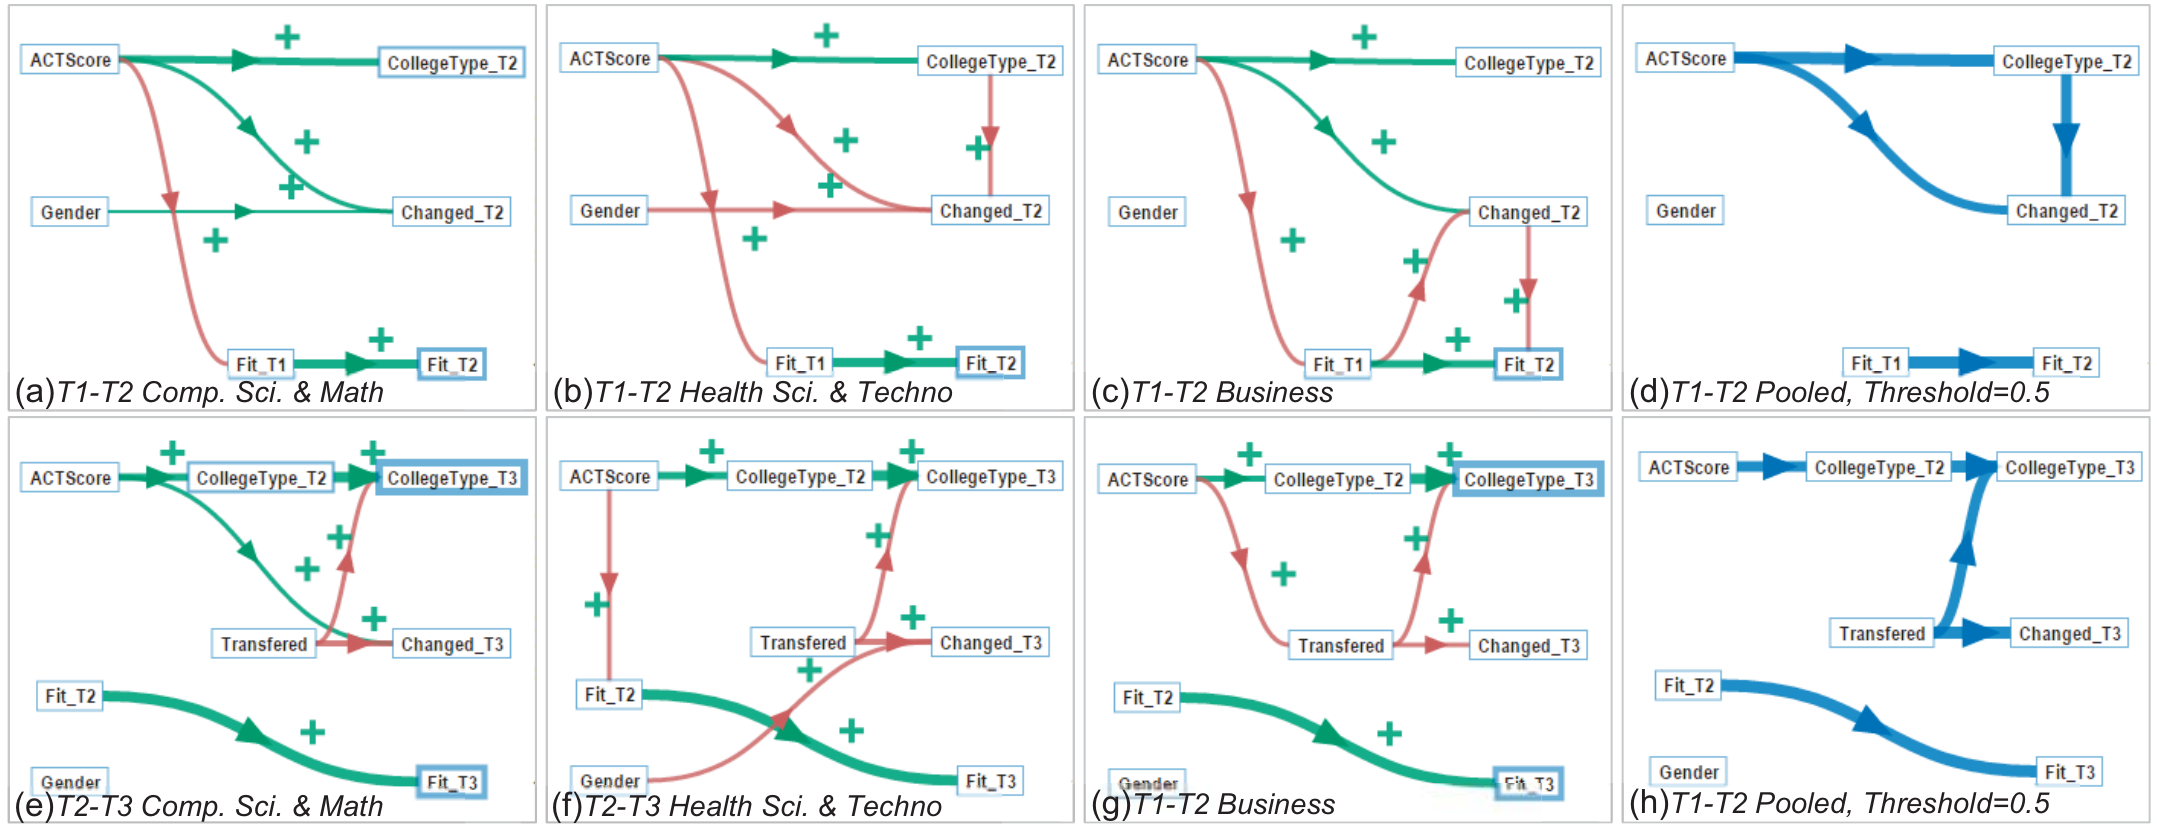 ACTScore
CollegeType_T2
Gender
Changed_T2
Fit_T1
Fit_T2
(a)T1-T2 Comp. Sci. & Math
ACTScore
CollegeType_T2
Gender
Changed_T2
Fit_T1
Fit_T2
(b)T1-T2 Health Sci. & Techno
ACTScore
CollegeType_T2
Gender
Changed_T2
Fit_T1
Fit_T2
(c)T1-T2 Business
ACTScore
CollegeType_T2
Gender
Changed_T2
Fit_T1
Fit_T2
(d)T1-T2 Pooled, Threshold=0.5
ACTScore
CollegeType_T2
CollegeType_T3
Transfered
Changed_T3
Fit_T2
Gender
Fit_T3
(e)T2-T3 Comp. Sci. & Math
ACTScore
CollegeType_T2
CollegeType_T3
Transfered
Changed_T3
Fit_T2
Gender
Fit_T3
(f)T2-T3 Health Sci. & Techno
ACTScore
CollegeType_T2
CollegeType_T3
Transfered
Changed_T3
Fit_T2
Gender
Fit_T3
(g)T1-T2 Business
ACTScore
CollegeType_T2
CollegeType_T3
Transfered
Changed_T3
Fit_T2
Gender
Fit_T3
(h)T1-T2 Pooled, Threshold=0.5